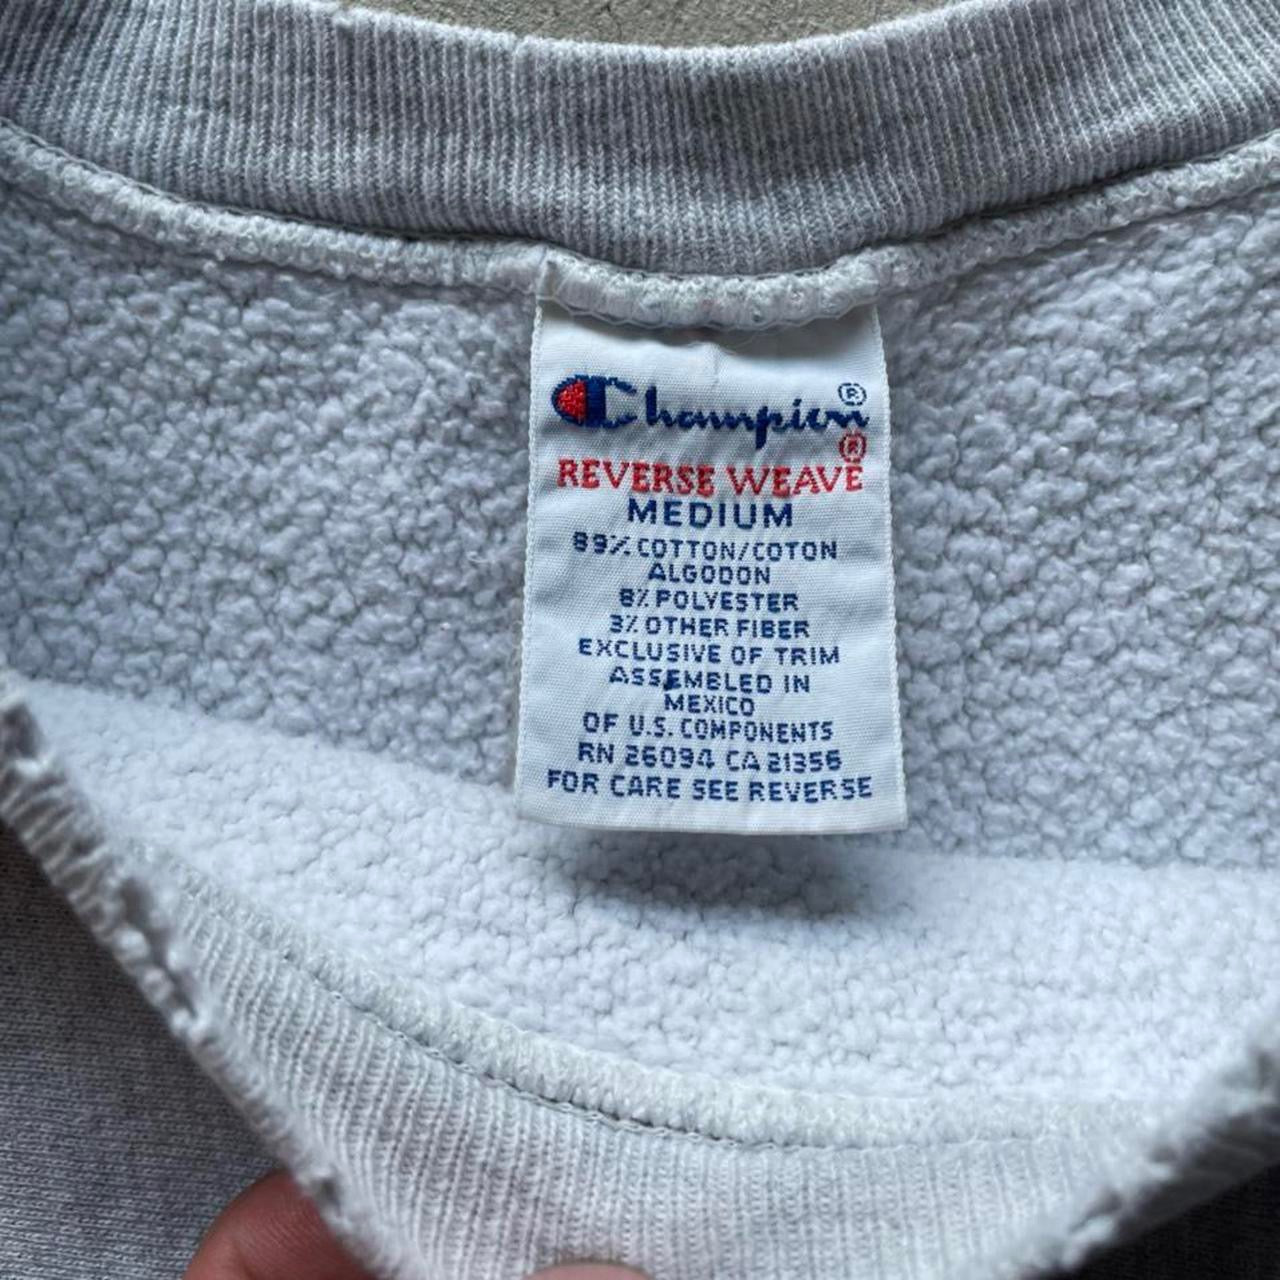 Champion®
REVERSE WEAVE®
MEDIUM
89% COTTON/COTON
ALGODON
8% POLYESTER
3% OTHER FIBER
EXCLUSIVE OF TRIM
ASSEMBLED IN
MEXICO
OF U.S. COMPONENTS
RN 26094 CA 21356
FOR CARE SEE REVERSE